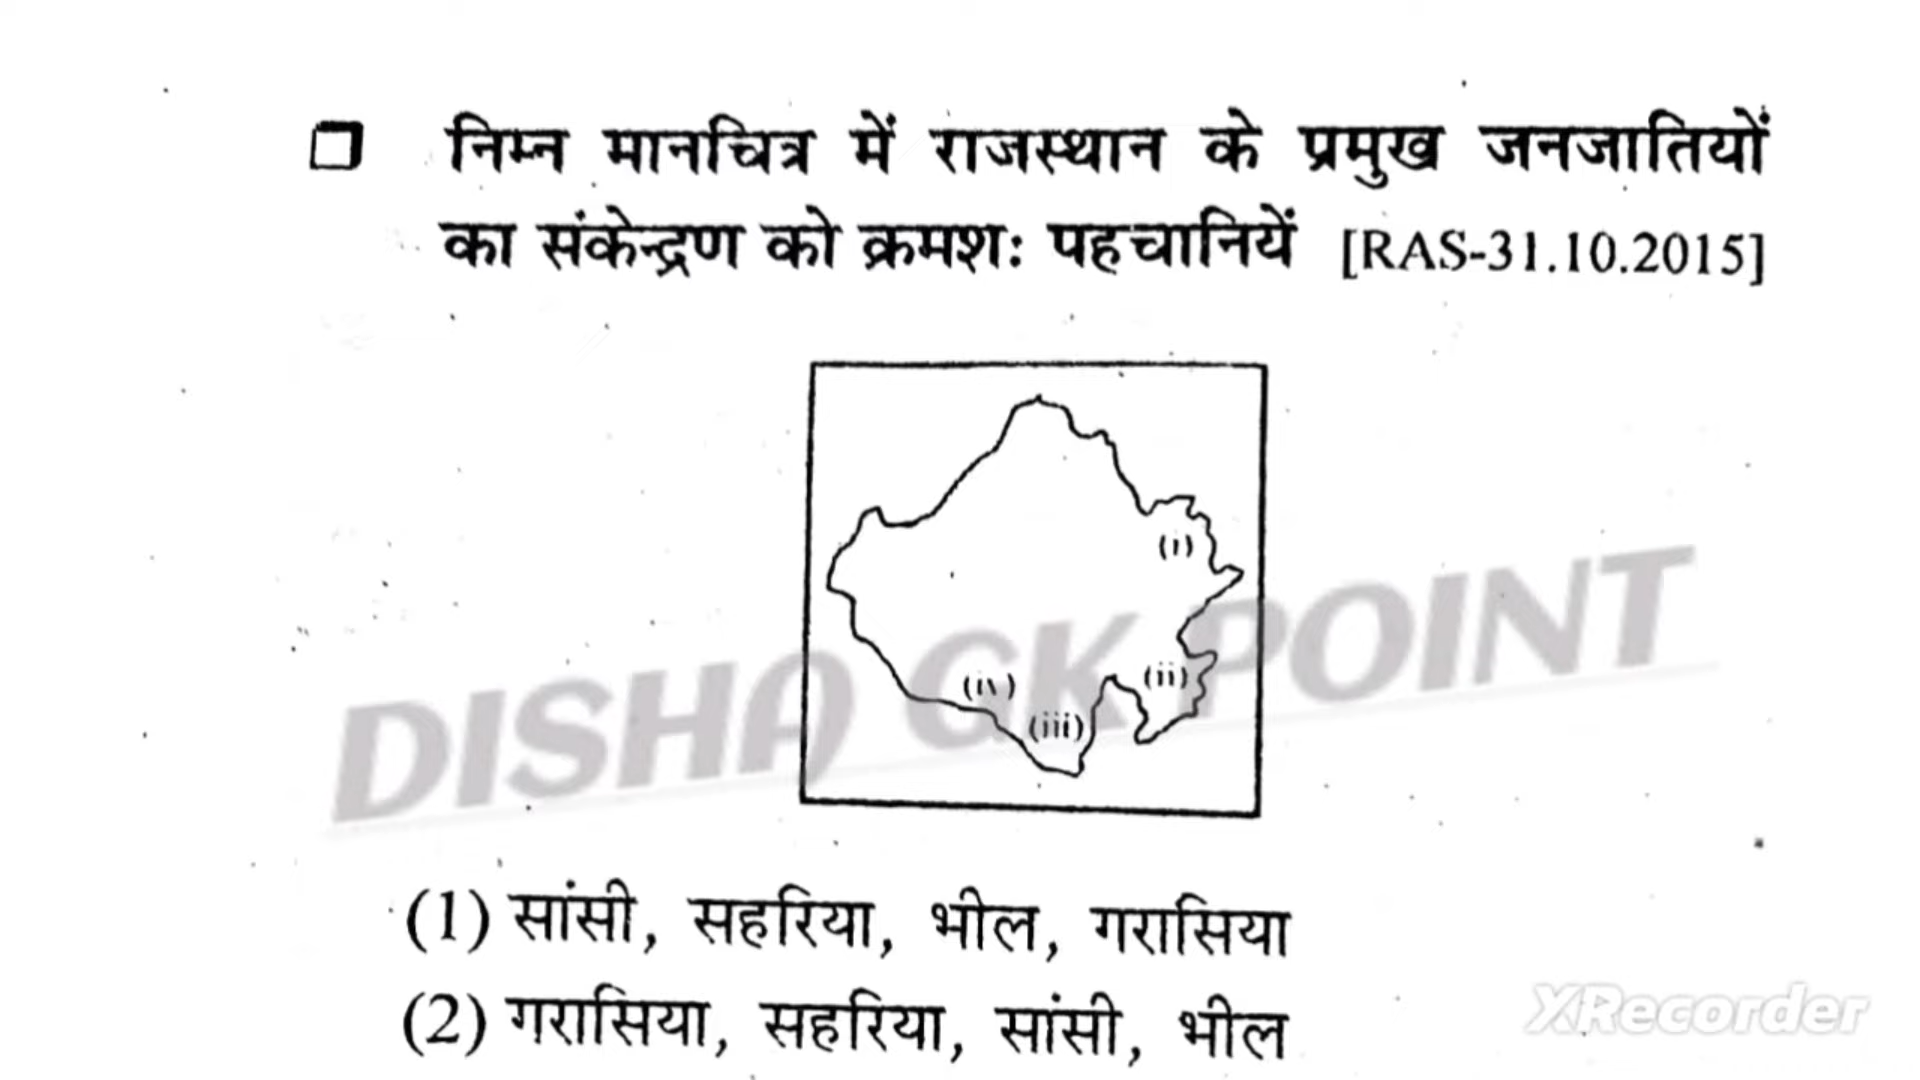 निम्न मानचित्र में राजस्थान के प्रमुख जनजातियों
का संकेन्द्रण को क्रमशः पहचानियें [RAS-31.10.2015]
(i)
(ii)
(iv)
(iii)
DISHA GK POINT
(1) सांसी, सहरिया, भील, गरासिया
(2) गरासिया, सहरिया, सांसी, भील
XRecorder